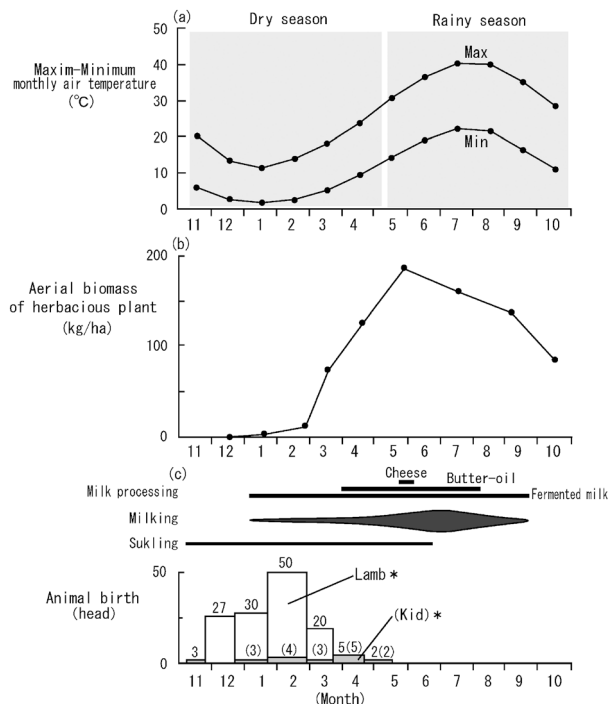 (a)
Dry season Rainy season
Maxim-Minimum
monthly air temperature
(℃)
50
40
30
20
10
0
Max
Min
11 12 1 2 3 4 5 6 7 8 9 10
(b)
Aerial biomass
of herbacious plant
(kg/ha)
200
100
0
11 12 1 2 3 4 5 6 7 8 9 10
(c)
Cheese
Milk processing Butter-oil
Fermented milk
Milking
Sukling
Animal birth
(head)
50
0
3 27 30 50 20 5(5) 2(2)
(3) (4) (3)
Lamb*
(Kid)*
11 12 1 2 3 4 5 6 7 8 9 10
(Month)